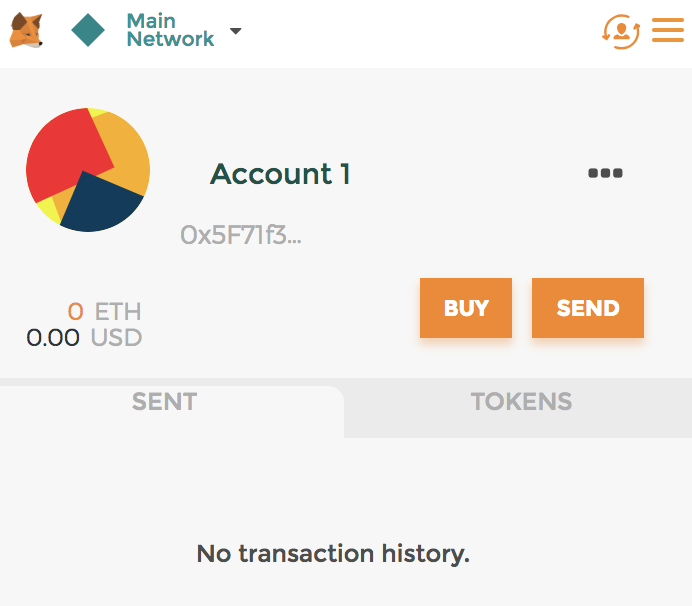 Main
Network
Account 1
0x5F71f3...
0 ETH
0.00 USD
BUY
SEND
SENT
TOKENS
No transaction history.